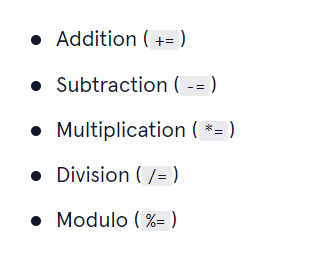 • Addition (+=)
• Subtraction (-=)
• Multiplication (*=)
• Division (/=)
• Modulo (%=)